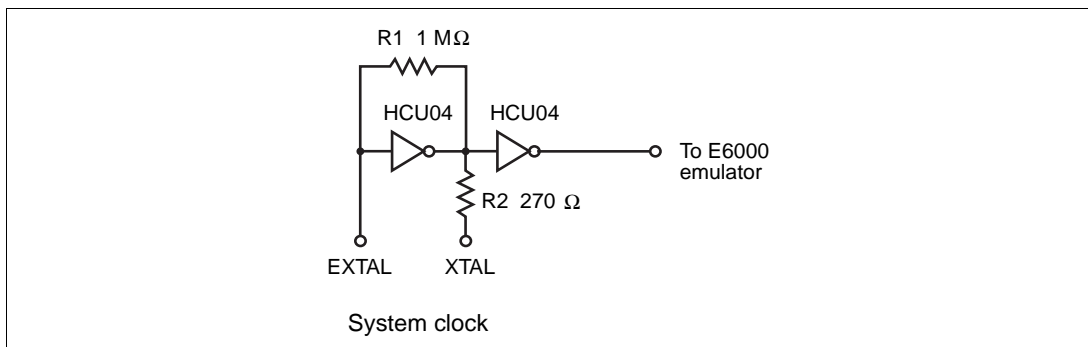 R1 1 MΩ
HCU04 HCU04
To E6000
emulator
R2 270 Ω
EXTAL XTAL
System clock